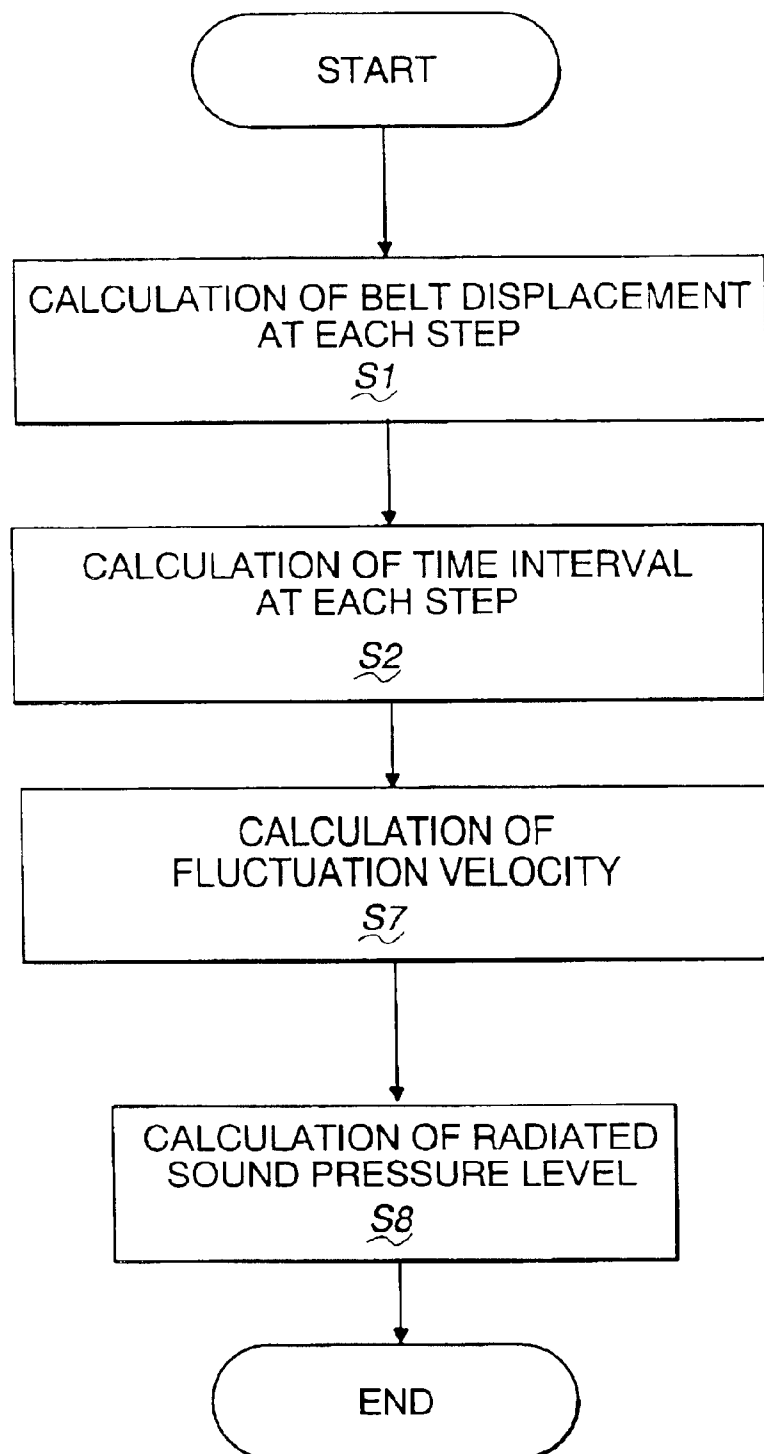 START
CALCULATION OF BELT DISPLACEMENT
AT EACH STEP
S1
CALCULATION OF TIME INTERVAL
AT EACH STEP
S2
CALCULATION OF
FLUCTUATION VELOCITY
S7
CALCULATION OF RADIATED
SOUND PRESSURE LEVEL
S8
END